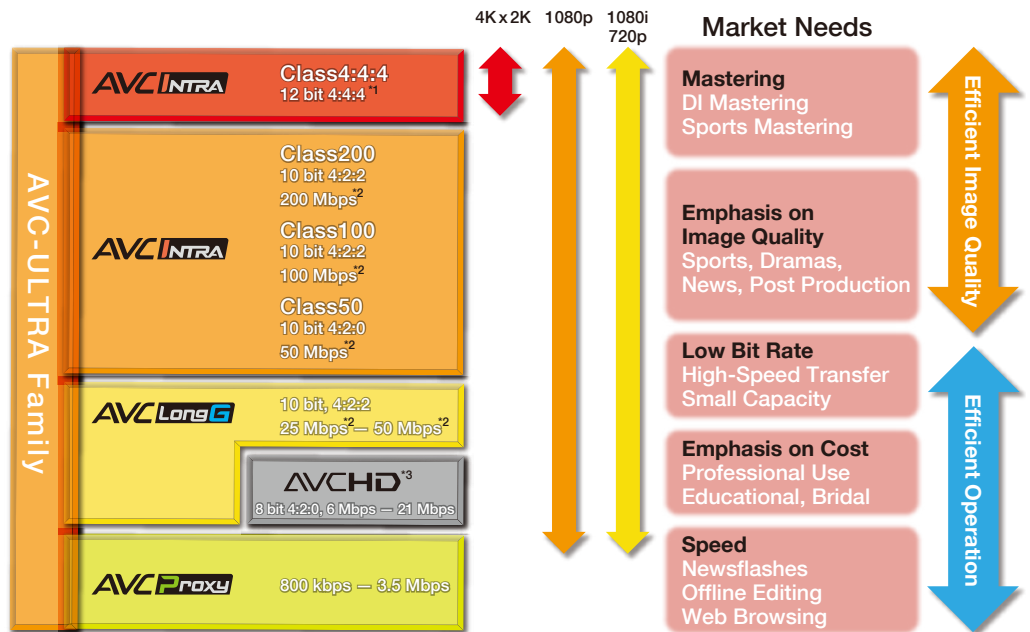 4K x 2K
1080p
1080i
720p
Market Needs
AVC-ULTRA Family
AVC INTRA
Class4:4:4
12 bit 4:4:4 *1
AVC INTRA
Class200
10 bit 4:2:2
200 Mbps*2
Class100
10 bit 4:2:2
100 Mbps*2
Class50
10 bit 4:2:0
50 Mbps*2
AVC LongG
10 bit, 4:2:2
25 Mbps*2 — 50 Mbps*2
AVCHD*3
8 bit 4:2:0, 6 Mbps — 21 Mbps
AVC Proxy
800 kbps — 3.5 Mbps
Mastering
DI Mastering
Sports Mastering
Emphasis on
Image Quality
Sports, Dramas,
News, Post Production
Low Bit Rate
High-Speed Transfer
Small Capacity
Emphasis on Cost
Professional Use
Educational, Bridal
Speed
Newsflashes
Offline Editing
Web Browsing
Efficient Image Quality
Efficient Operation